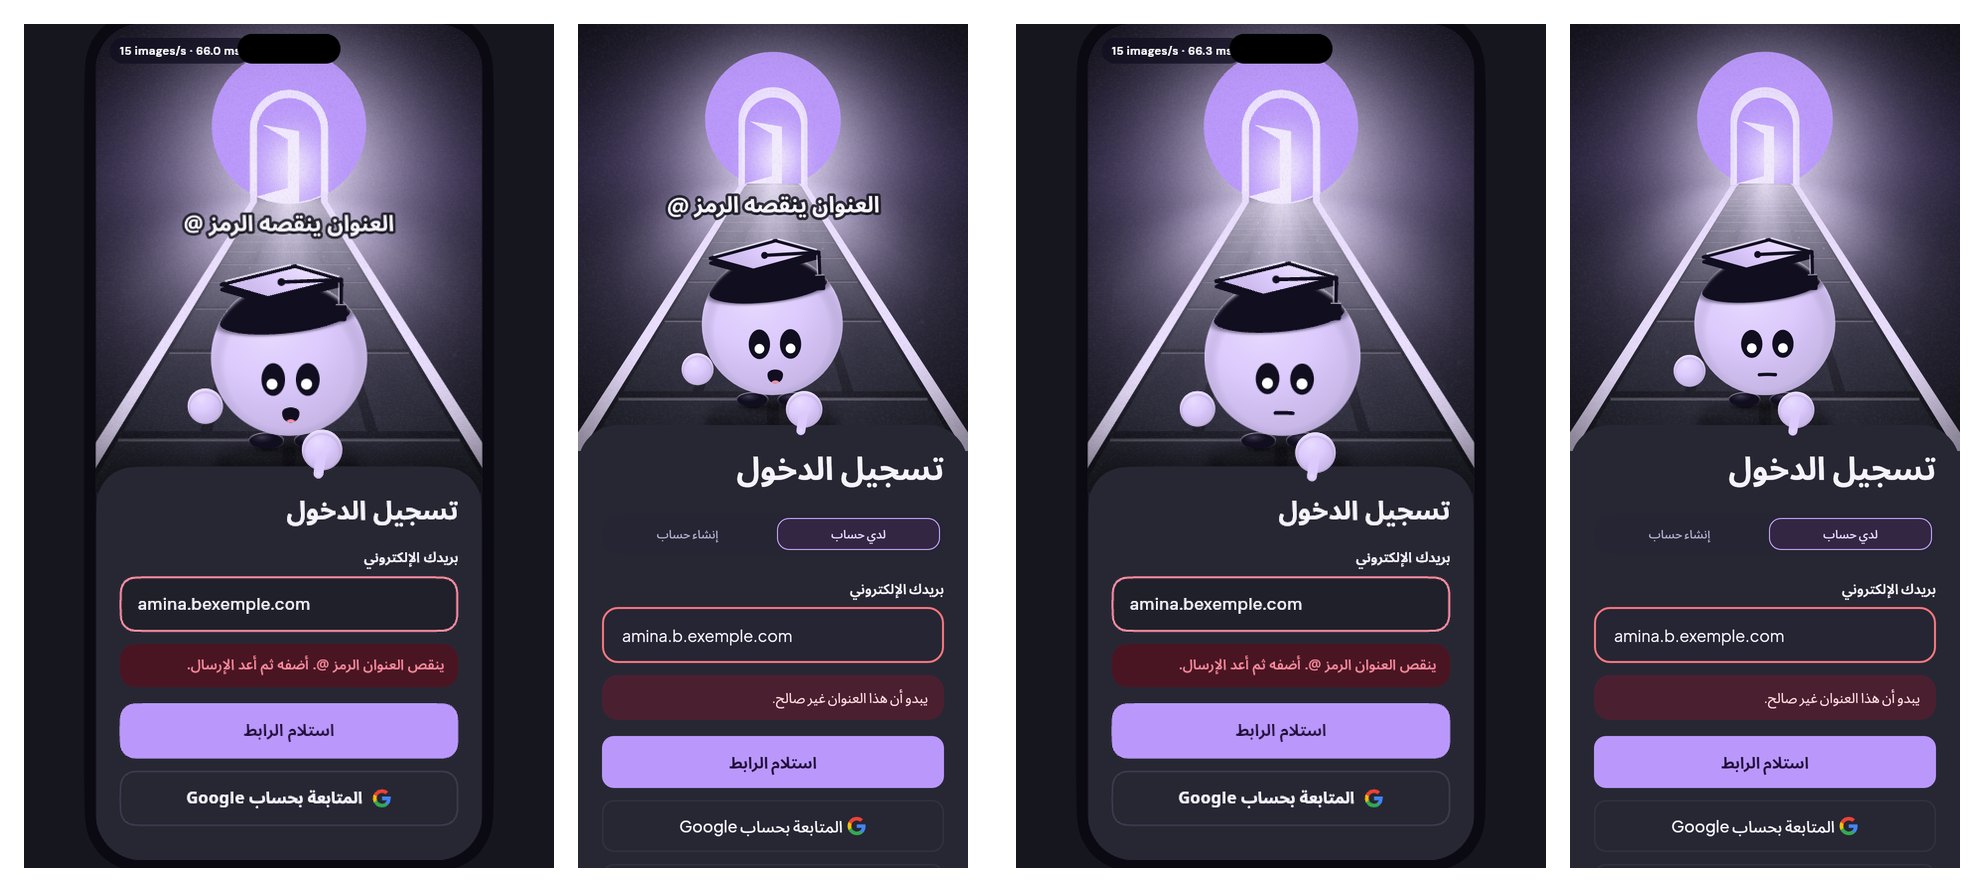 15 images/s · 66.0 ms
العنوان ينقصه الرمز @
تسجيل الدخول
بريدك الإلكتروني
amina.bexemple.com
ينقص العنوان الرمز @. أضفه ثم أعد الإرسال.
استلام الرابط
المتابعة بحساب Google
العنوان ينقصه الرمز @
تسجيل الدخول
لدي حساب
إنشاء حساب
بريدك الإلكتروني
amina.b.exemple.com
يبدو أن هذا العنوان غير صالح.
استلام الرابط
المتابعة بحساب Google
15 images/s · 66.3 ms
تسجيل الدخول
بريدك الإلكتروني
amina.bexemple.com
ينقص العنوان الرمز @. أضفه ثم أعد الإرسال.
استلام الرابط
المتابعة بحساب Google
تسجيل الدخول
لدي حساب
إنشاء حساب
بريدك الإلكتروني
amina.b.exemple.com
يبدو أن هذا العنوان غير صالح.
استلام الرابط
المتابعة بحساب Google